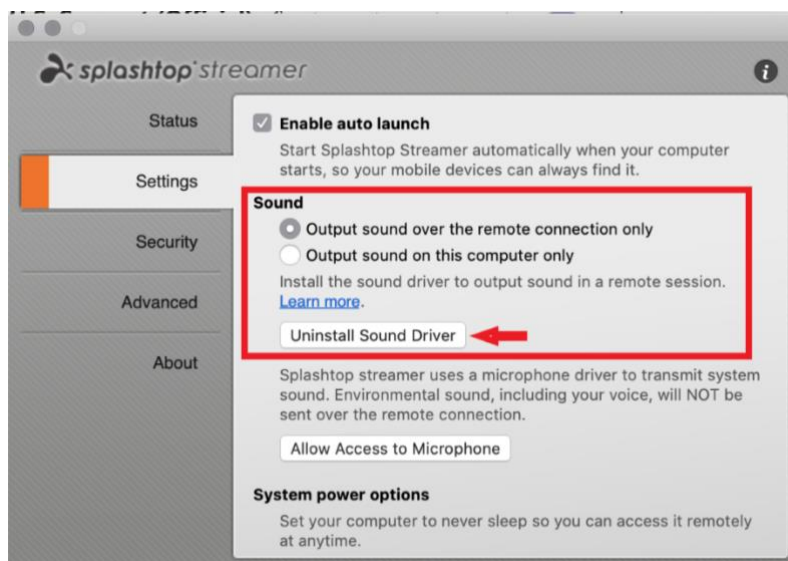 splashtop streamer
Status
Settings
Security
Advanced
About
Enable auto launch
Start Splashtop Streamer automatically when your computer
starts, so your mobile devices can always find it.
Sound
Output sound over the remote connection only
Output sound on this computer only
Install the sound driver to output sound in a remote session.
Learn more.
Uninstall Sound Driver
Splashtop streamer uses a microphone driver to transmit system
sound. Environmental sound, including your voice, will NOT be
sent over the remote connection.
Allow Access to Microphone
System power options
Set your computer to never sleep so you can access it remotely
at anytime.